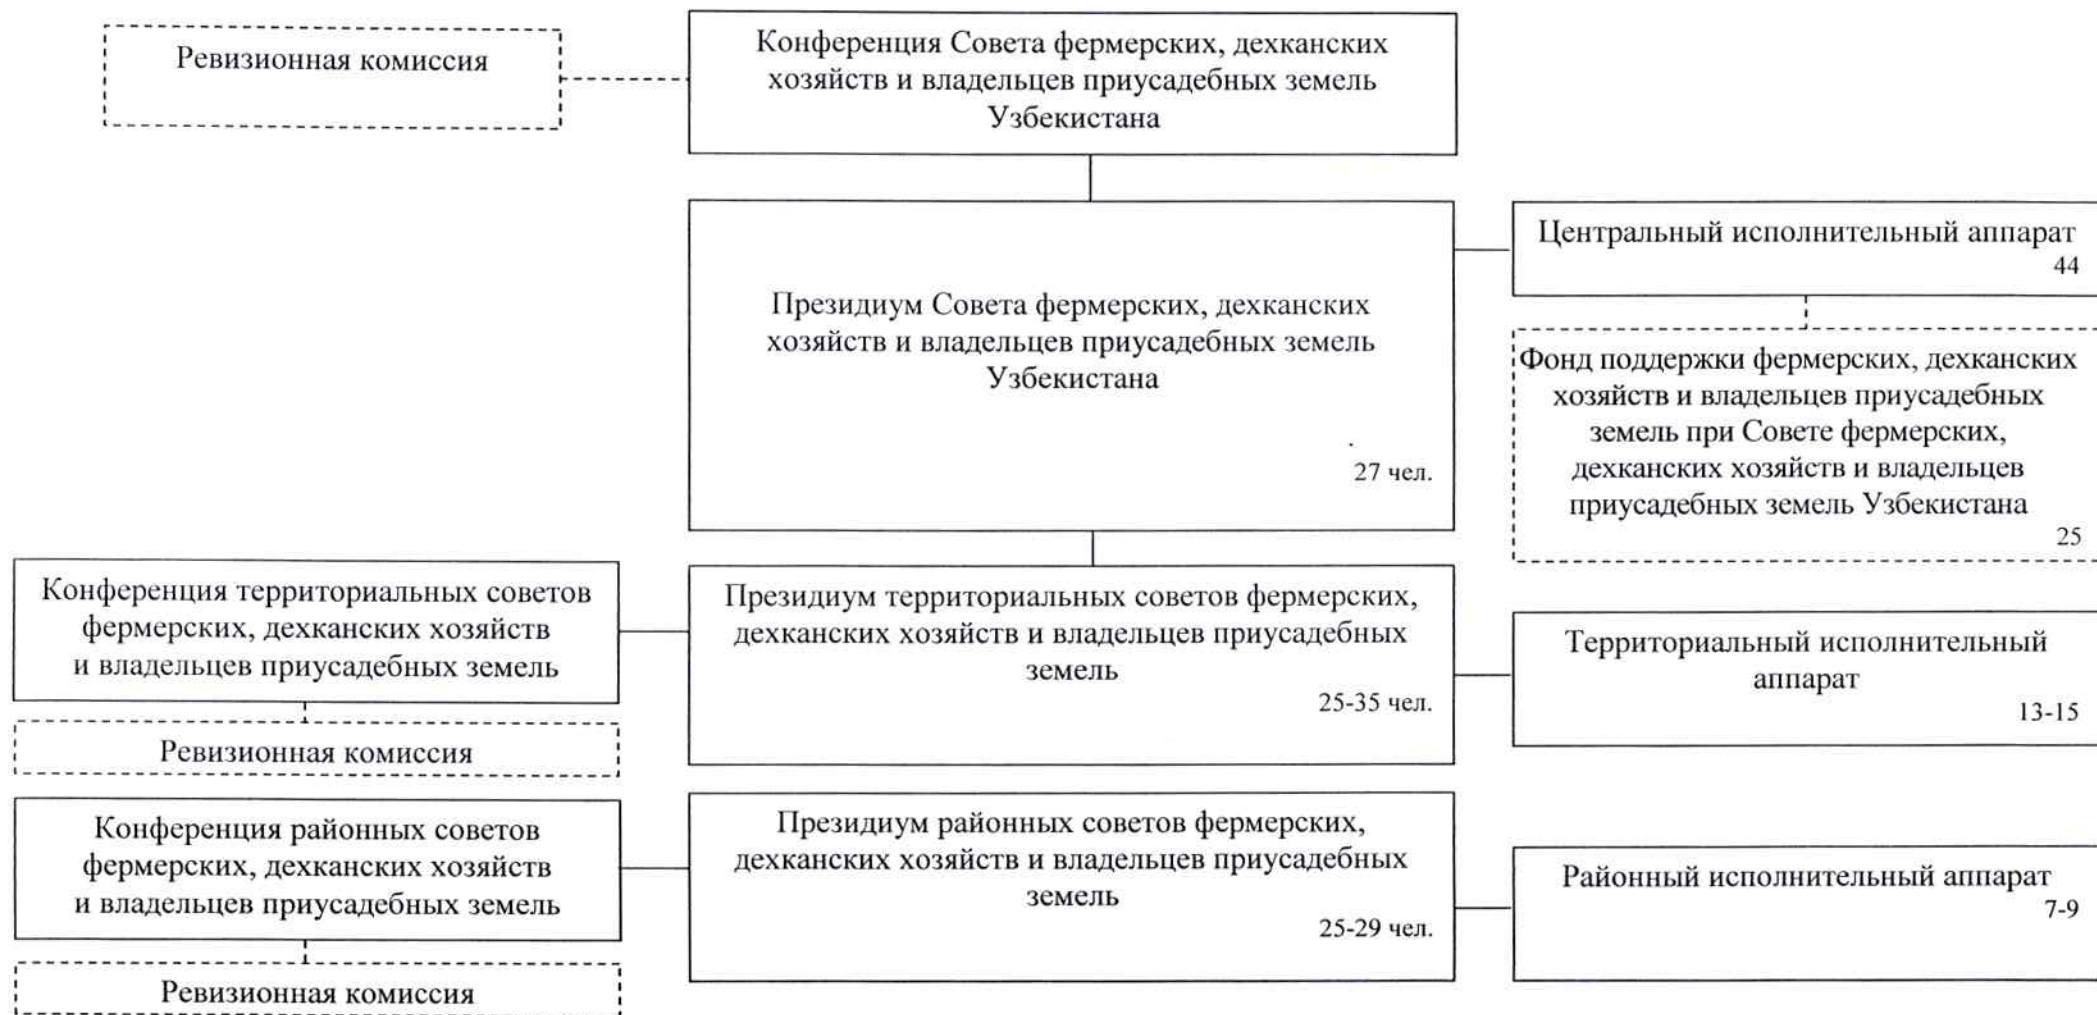 Ревизионная комиссия
Конференция Совета фермерских, дехканских
хозяйств и владельцев приусадебных земель
Узбекистана
Президиум Совета фермерских, дехканских
хозяйств и владельцев приусадебных земель
Узбекистана
27 чел.
Центральный исполнительный аппарат
44
Фонд поддержки фермерских, дехканских
хозяйств и владельцев приусадебных
земель при Совете фермерских,
дехканских хозяйств и владельцев
приусадебных земель Узбекистана
25
Конференция территориальных советов
фермерских, дехканских хозяйств
и владельцев приусадебных земель
Ревизионная комиссия
Президиум территориальных советов фермерских,
дехканских хозяйств и владельцев приусадебных
земель
25-35 чел.
Территориальный исполнительный
аппарат
13-15
Конференция районных советов
фермерских, дехканских хозяйств
и владельцев приусадебных земель
Ревизионная комиссия
Президиум районных советов фермерских,
дехканских хозяйств и владельцев приусадебных
земель
25-29 чел.
Районный исполнительный аппарат
7-9